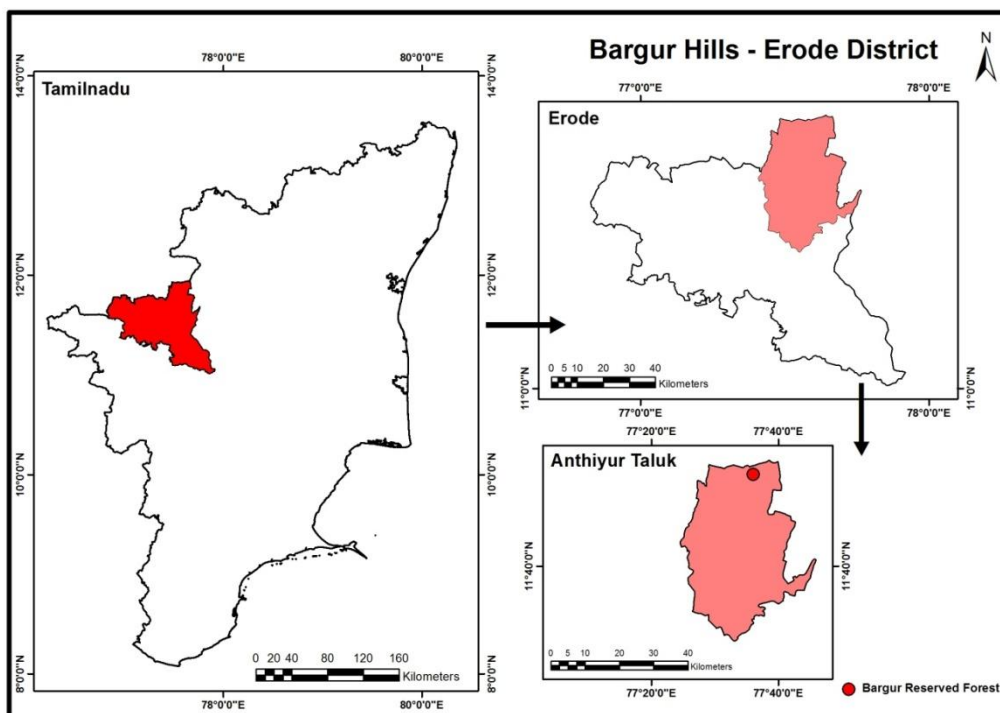 Bargur Hills - Erode District
N
Tamilnadu
78°0'0"E
80°0'0"E
14°0'0"N
14°0'0"N
12°0'0"N
12°0'0"N
10°0'0"N
10°0'0"N
8°0'0"N
8°0'0"N
0 20 40 80 120 160
Kilometers
78°0'0"E
80°0'0"E
77°0'0"E
78°0'0"E
Erode
11°0'0"N
11°0'0"N
0 5 10 20 30 40
Kilometers
77°0'0"E
78°0'0"E
77°20'0"E
77°40'0"E
Anthiyur Taluk
11°40'0"N
11°40'0"N
0 5 10 20 30 40
Kilometers
77°20'0"E
77°40'0"E
Bargur Reserved Forest